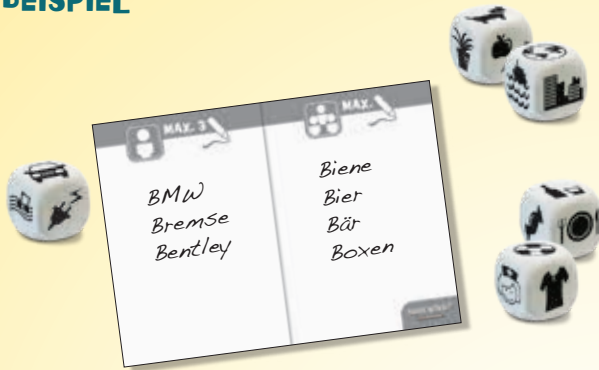 BEISPIEL
MAX. 3
BMW
Bremse
Bentley
MAX.
Biene
Bier
Bär
Boxen